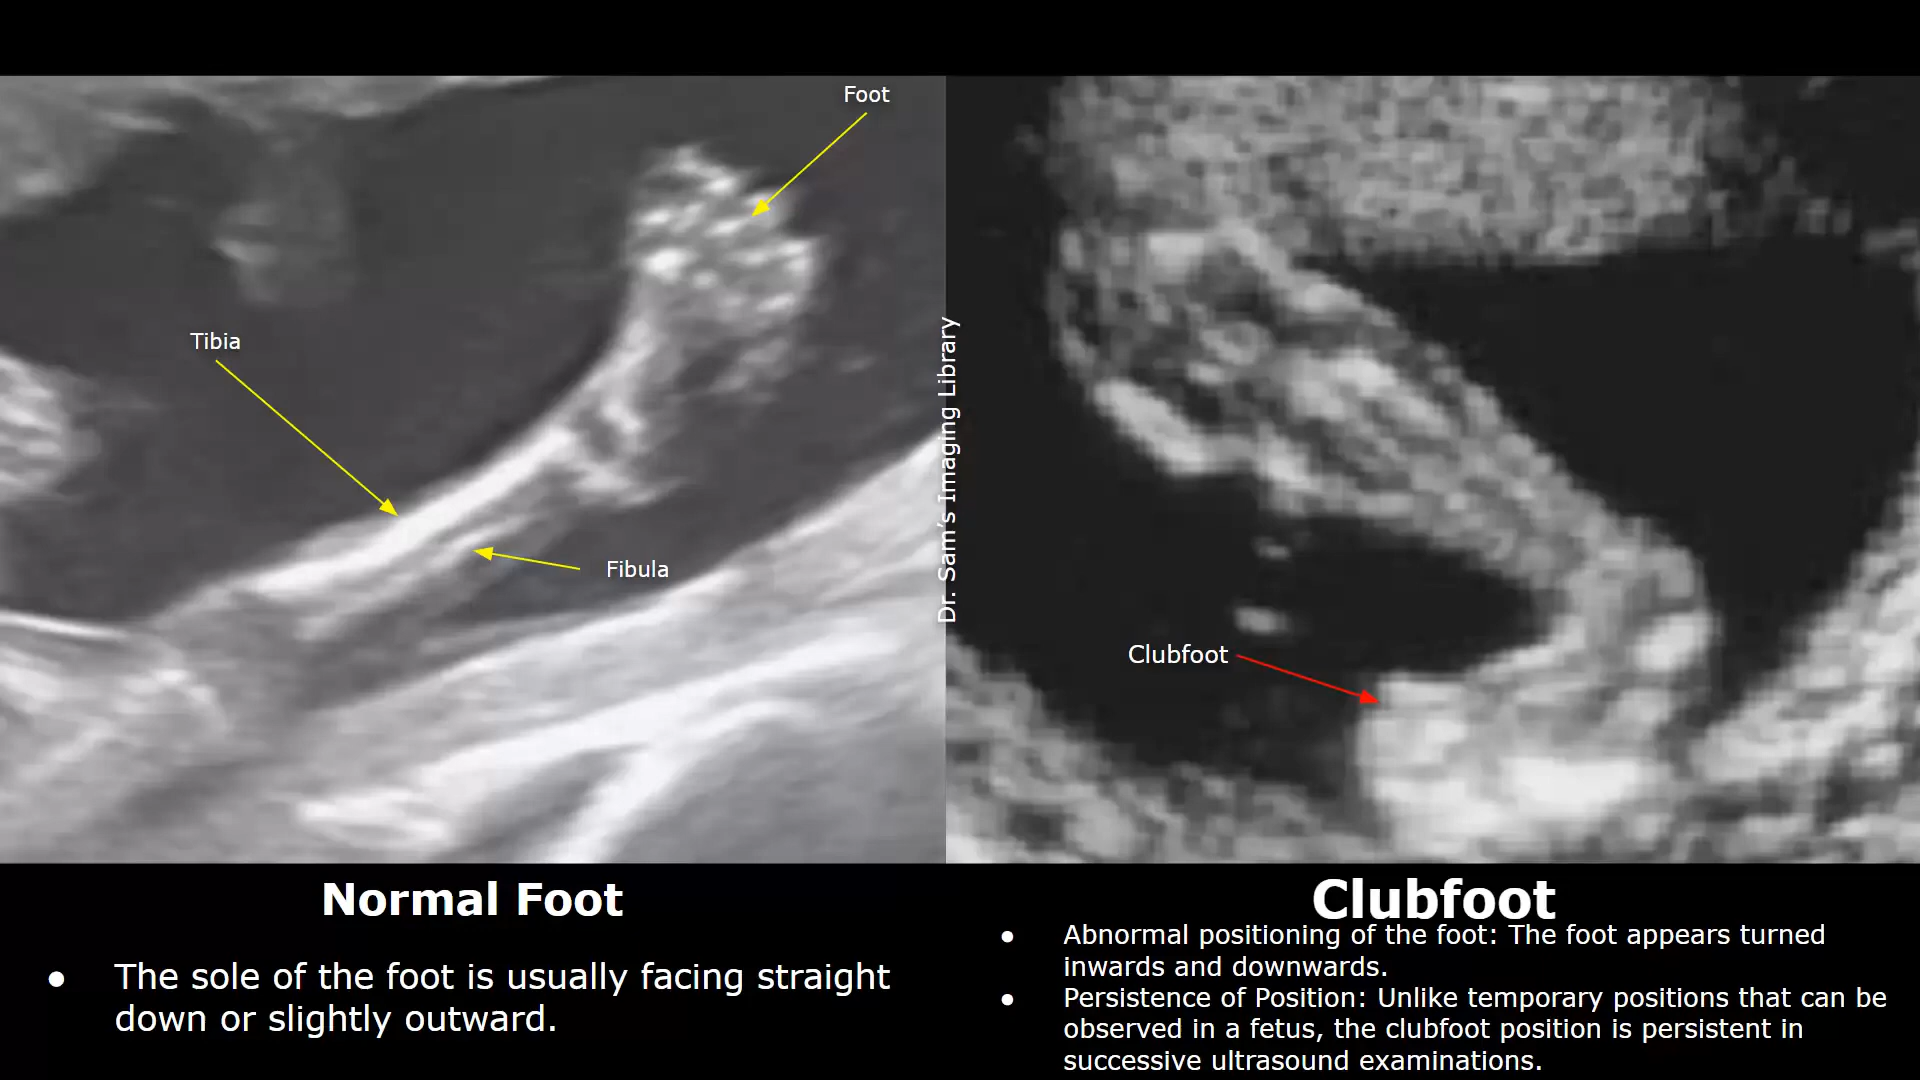 Foot
Tibia
Fibula
Dr. Sam's Imaging Library
Clubfoot
Normal Foot
● The sole of the foot is usually facing straight
down or slightly outward.
Clubfoot
● Abnormal positioning of the foot: The foot appears turned
inwards and downwards.
● Persistence of Position: Unlike temporary positions that can be
observed in a fetus, the clubfoot position is persistent in
successive ultrasound examinations.